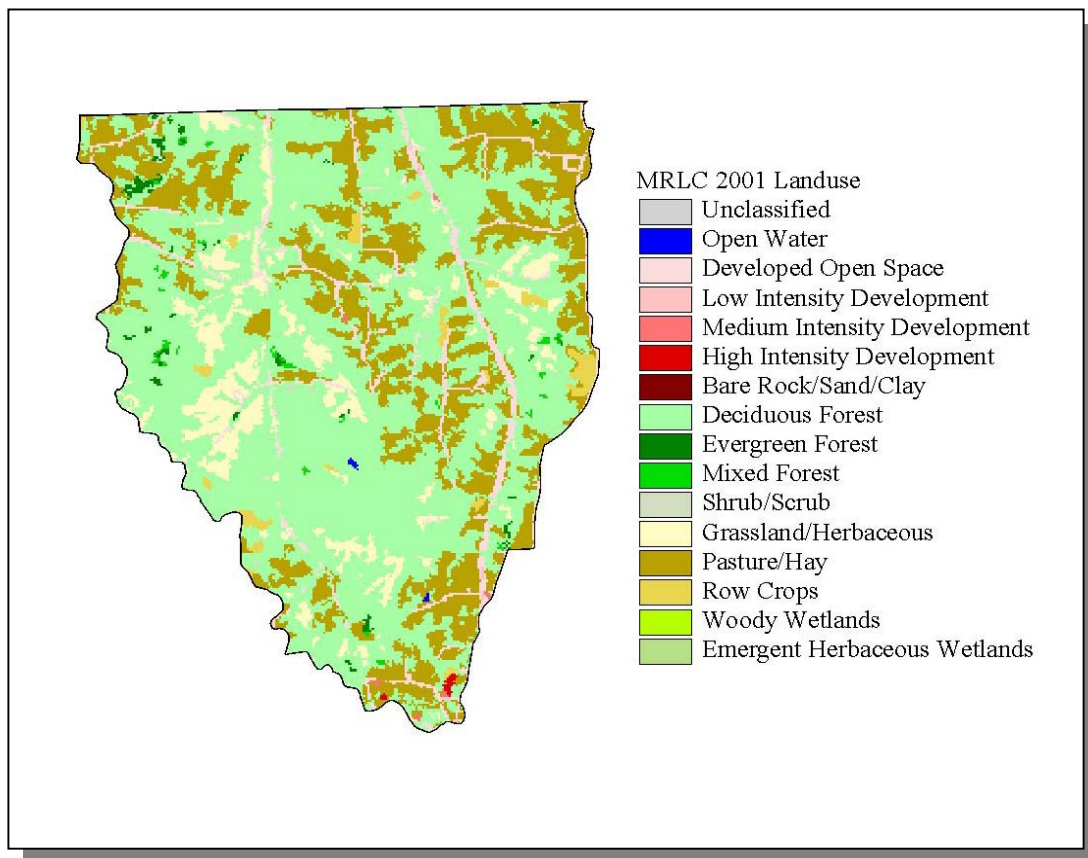 MRLC 2001 Landuse
Unclassified
Open Water
Developed Open Space
Low Intensity Development
Medium Intensity Development
High Intensity Development
Bare Rock/Sand/Clay
Deciduous Forest
Evergreen Forest
Mixed Forest
Shrub/Scrub
Grassland/Herbaceous
Pasture/Hay
Row Crops
Woody Wetlands
Emergent Herbaceous Wetlands